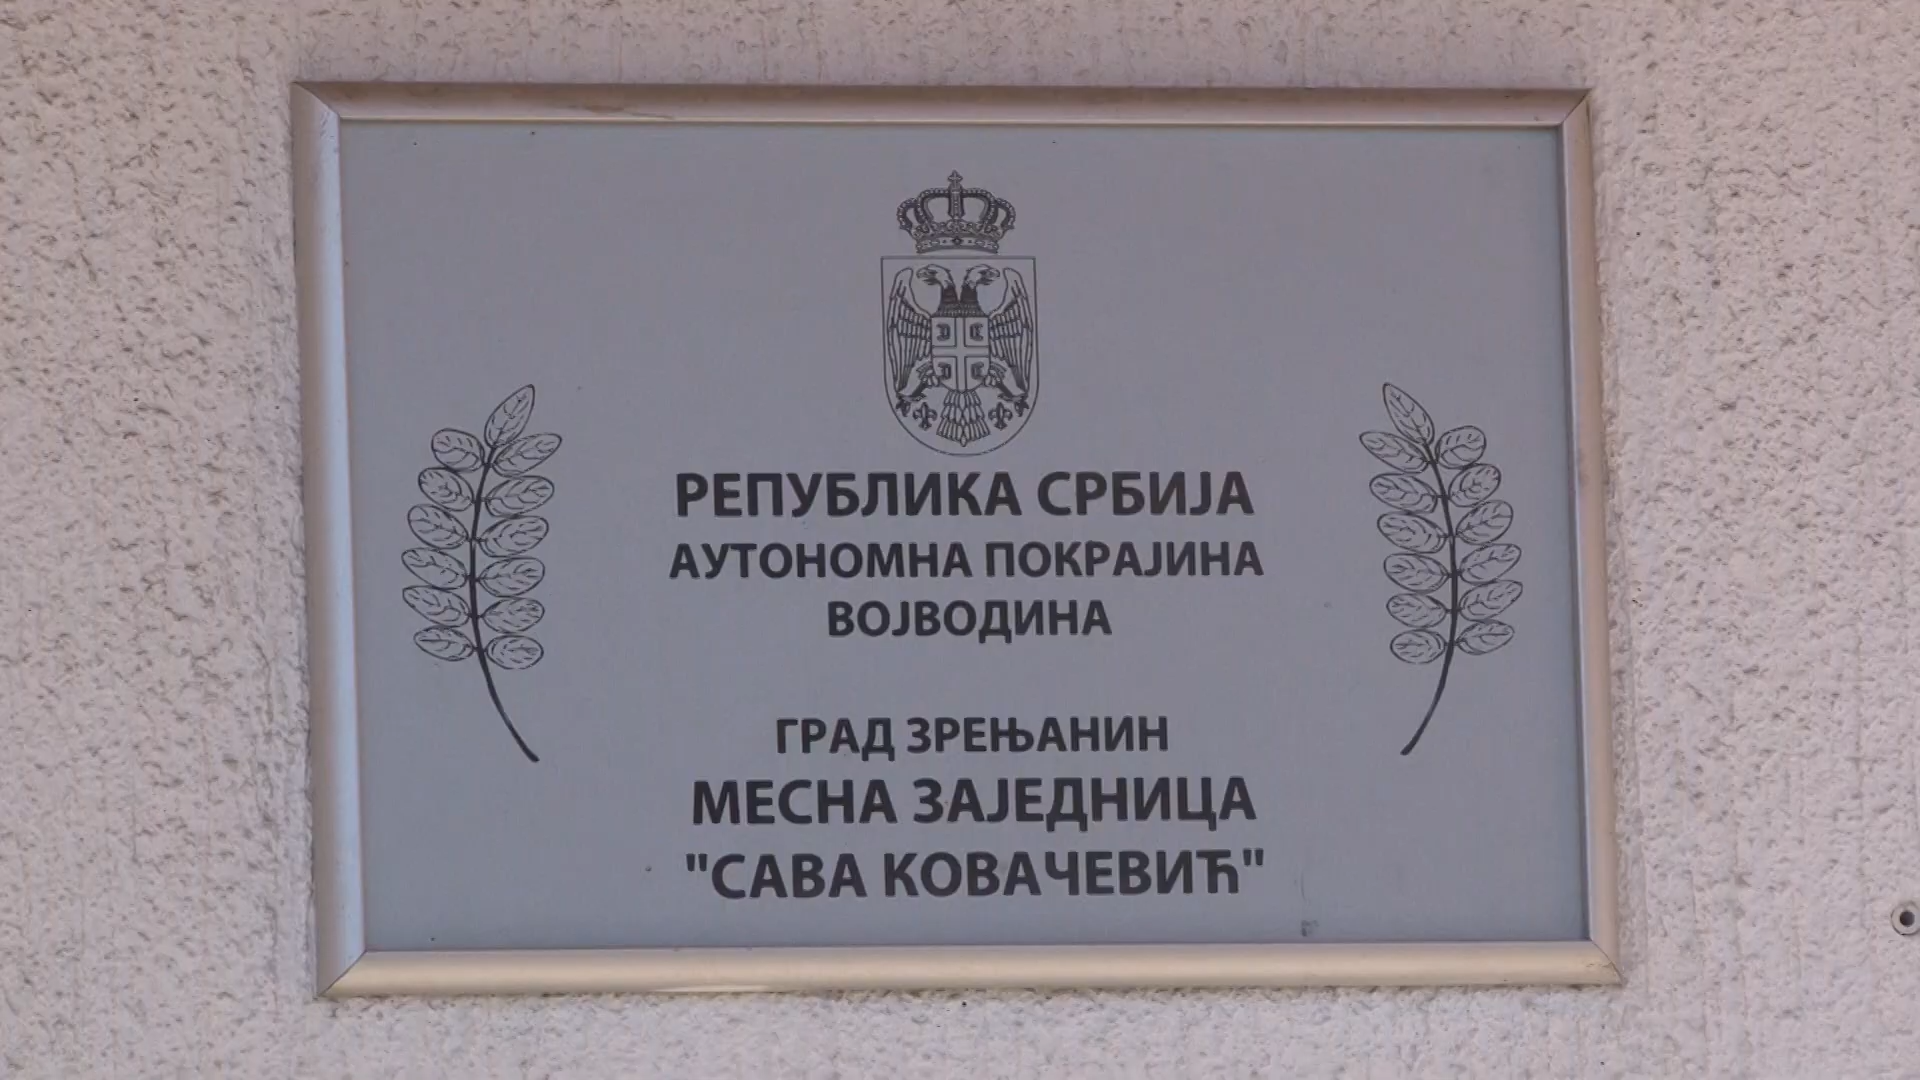 РЕПУБЛИКА СРБИЈА
АУТОНОМНА ПОКРАЈИНА
ВОЈВОДИНА
ГРАД ЗРЕЊАНИН
МЕСНА ЗАЈЕДНИЦА
"САВА КОВАЧЕВИЋ"